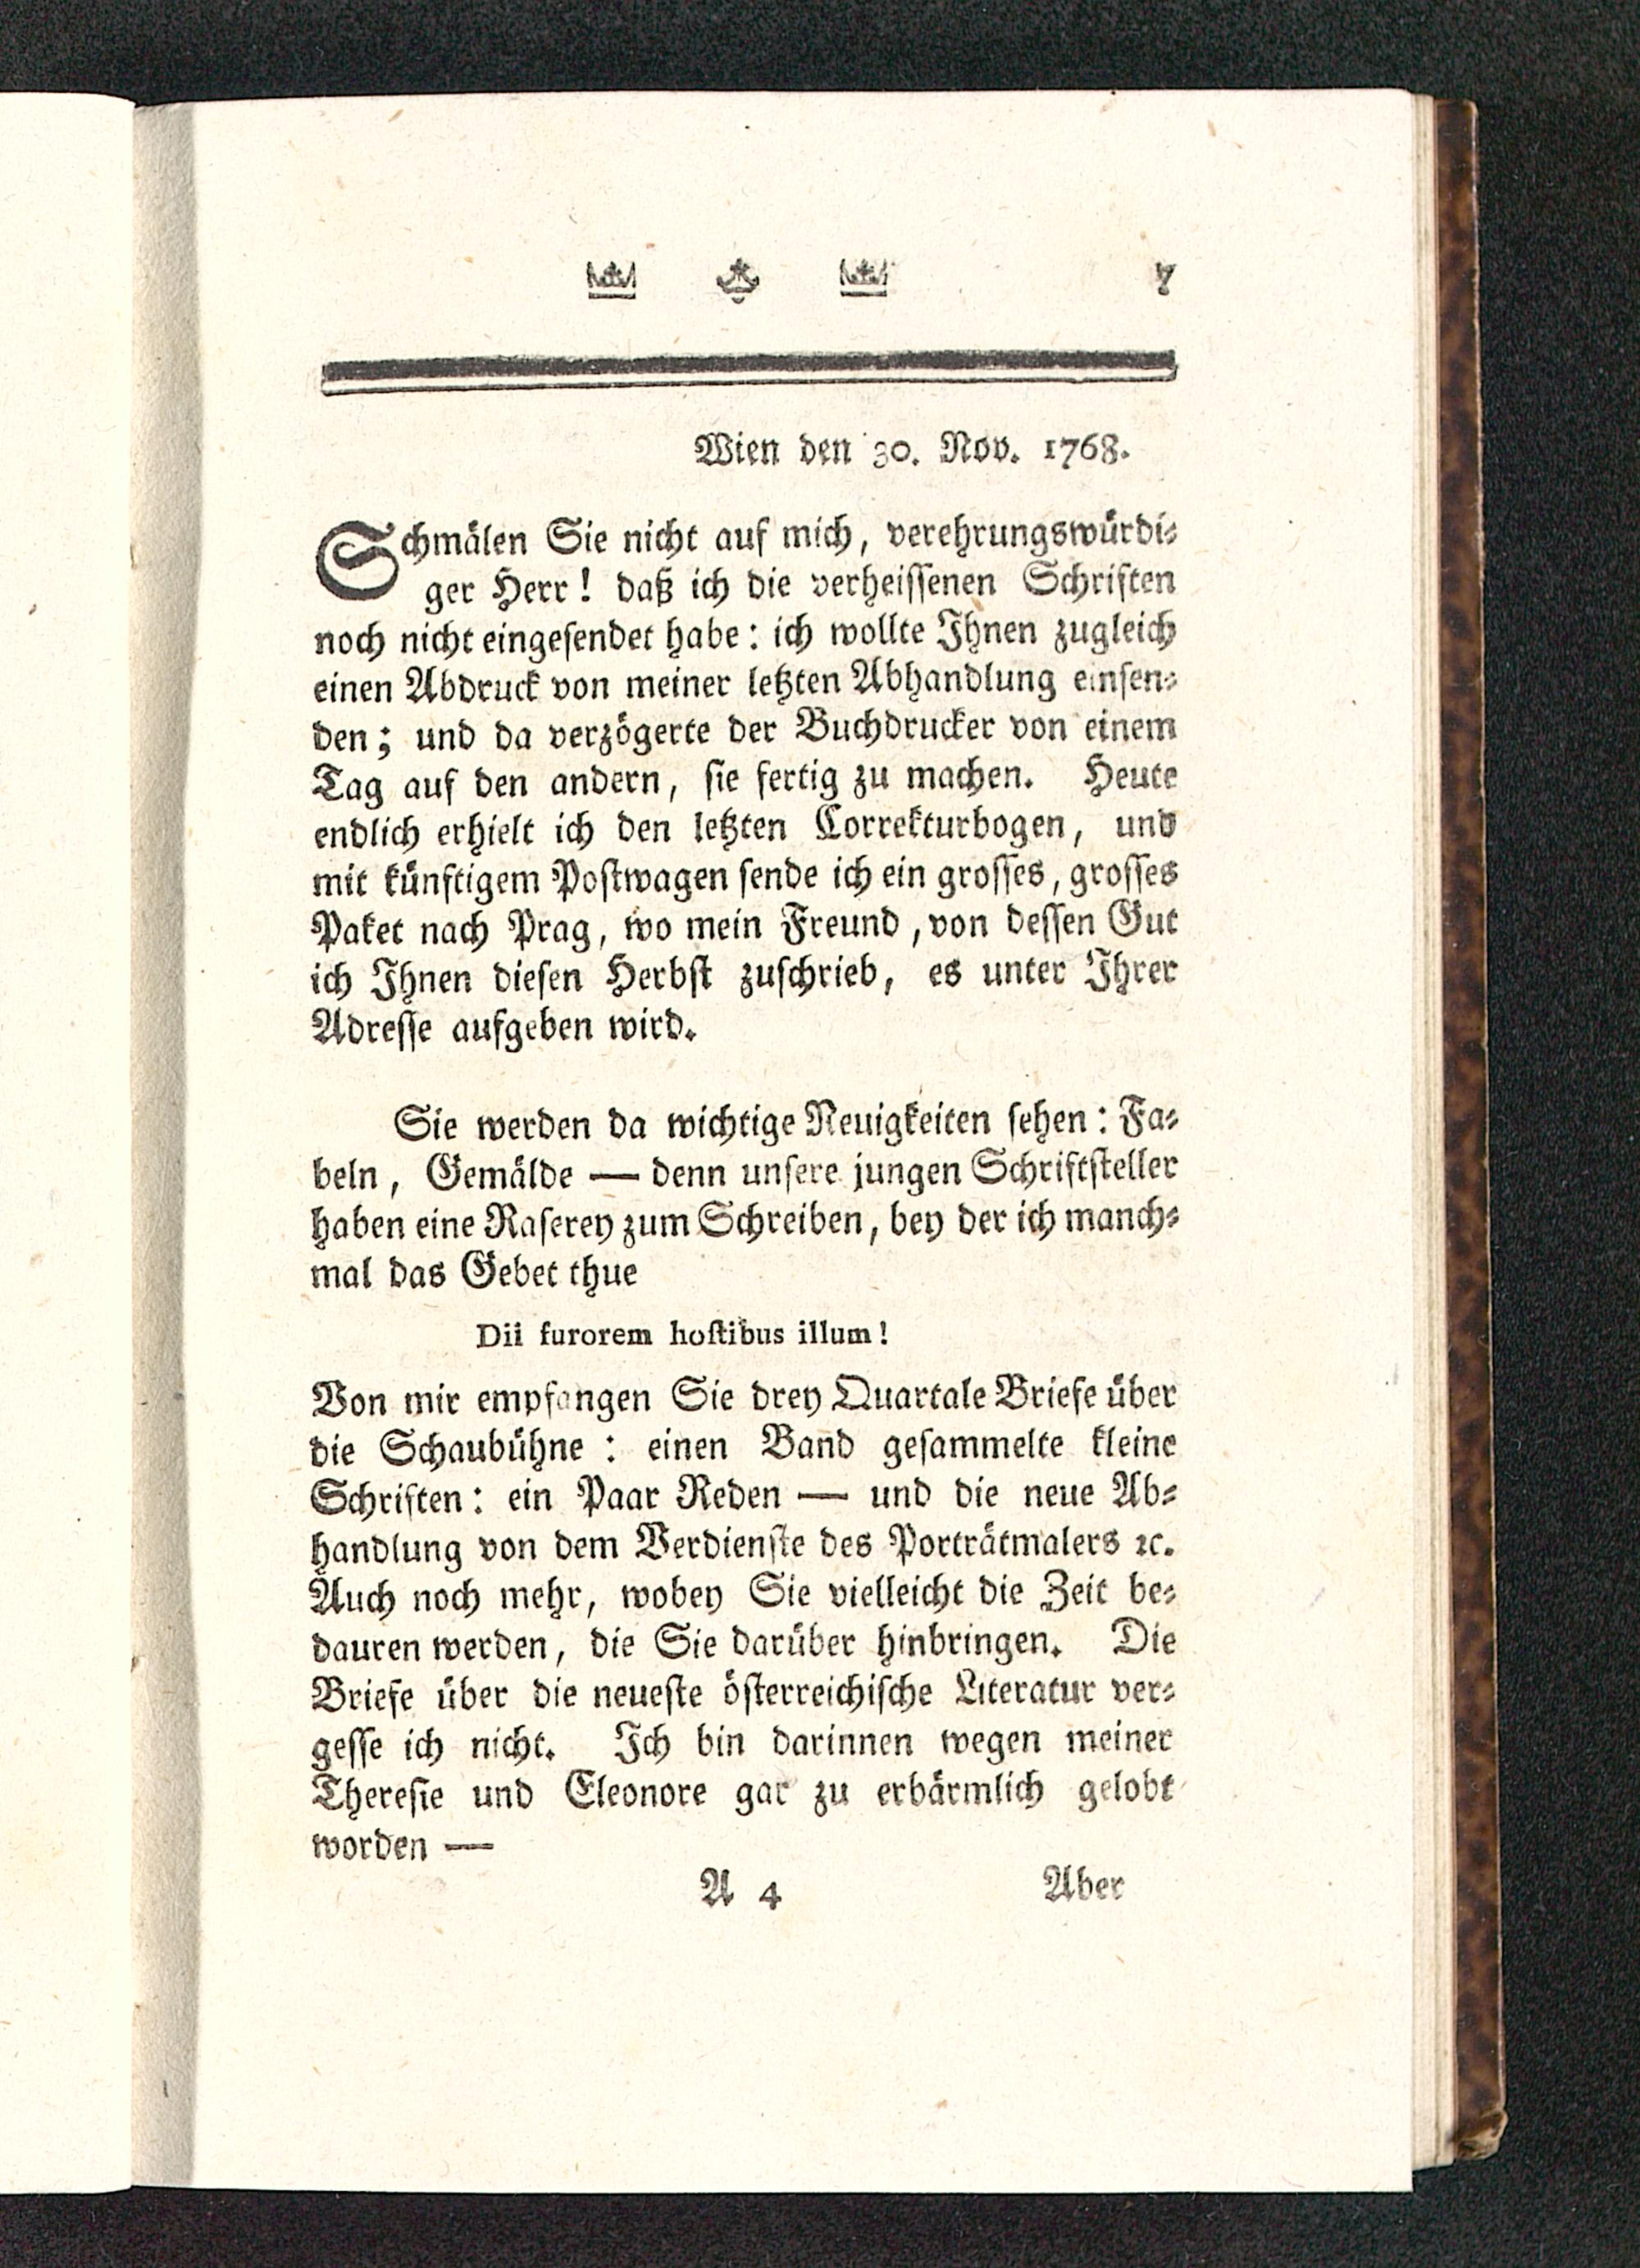 7
Wien den 30. Nov. 1768.
Schmälen Sie nicht auf mich, verehrungswürdi⸗
ger Herr! daß ich die verheissenen Schriften
noch nicht eingesendet habe: ich wollte Ihnen zugleich
einen Abdruck von meiner letzten Abhandlung einsen⸗
den; und da verzögerte der Buchdrucker von einem
Tag auf den andern, sie fertig zu machen. Heute
endlich erhielt ich den letzten Correkturbogen, und
mit künftigem Postwagen sende ich ein grosses, grosses
Paket nach Prag, wo mein Freund, von dessen Gut
ich Ihnen diesen Herbst zuschrieb, es unter Ihrer
Adresse aufgeben wird.
Sie werden da wichtige Neuigkeiten sehen: Fa⸗
beln, Gemälde — denn unsere jungen Schriftsteller
haben eine Raserey zum Schreiben, bey der ich manch⸗
mal das Gebet thue
Dii furorem hostibus illum!
Von mir empfangen Sie drey Quartale Briefe über
die Schaubühne: einen Band gesammelte kleine
Schriften: ein Paar Reden — und die neue Ab⸗
handlung von dem Verdienste des Porträtmalers ꝛc.
Auch noch mehr, wobey Sie vielleicht die Zeit be⸗
dauren werden, die Sie darüber hinbringen. Die
Briefe über die neueste österreichische Literatur ver⸗
gesse ich nicht. Ich bin darinnen wegen meiner
Theresie und Eleonore gar zu erbärmlich gelobt
worden —
A 4 Aber